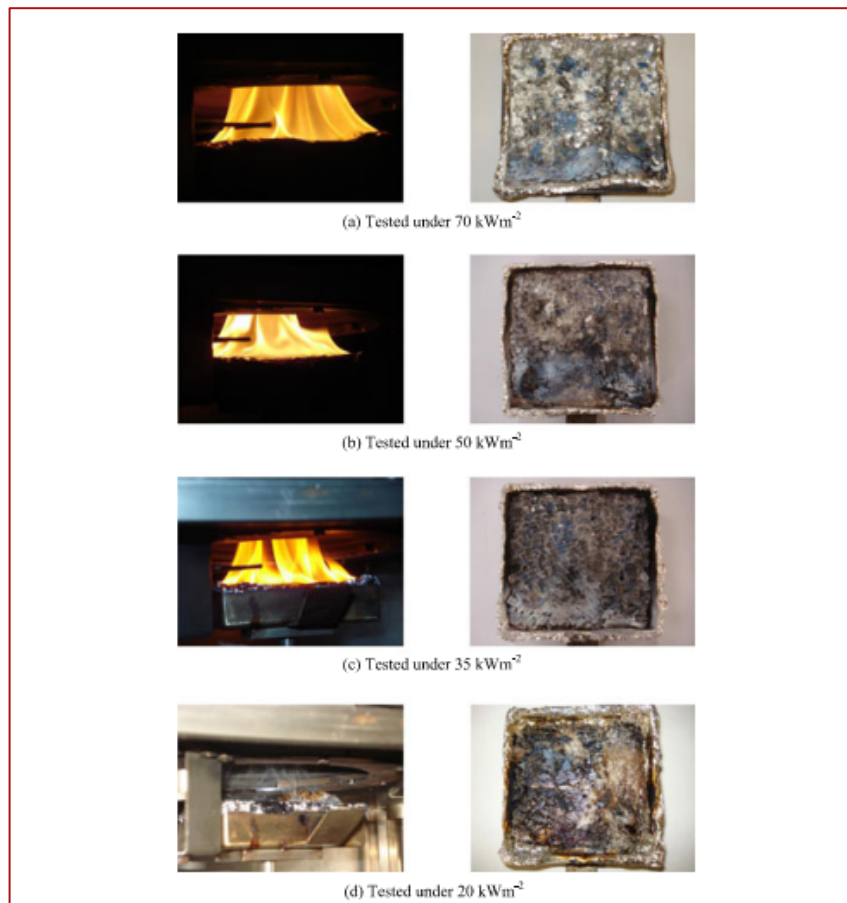 (a) Tested under 70 kWm⁻²
(b) Tested under 50 kWm⁻²
(c) Tested under 35 kWm⁻²
(d) Tested under 20 kWm⁻²